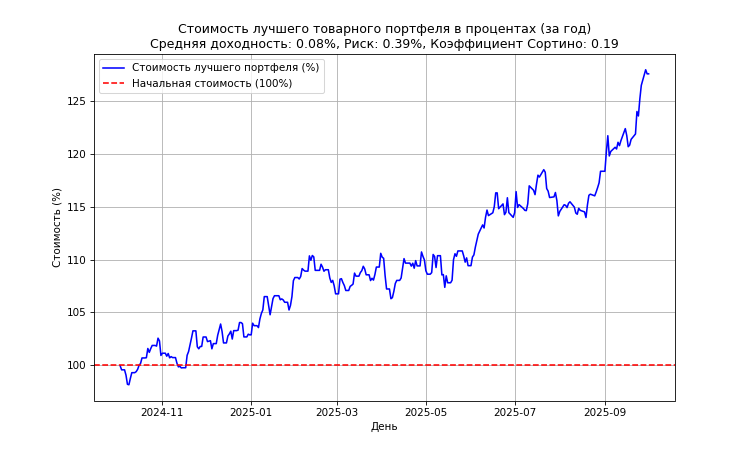 Стоимость лучшего товарного портфеля в процентах (за год)
Средняя доходность: 0.08%, Риск: 0.39%, Коэффициент Сортино: 0.19
Стоимость лучшего портфеля (%)
Начальная стоимость (100%)
Стоимость (%)
125
120
115
110
105
100
2024-11
2025-01
2025-03
2025-05
2025-07
2025-09
День